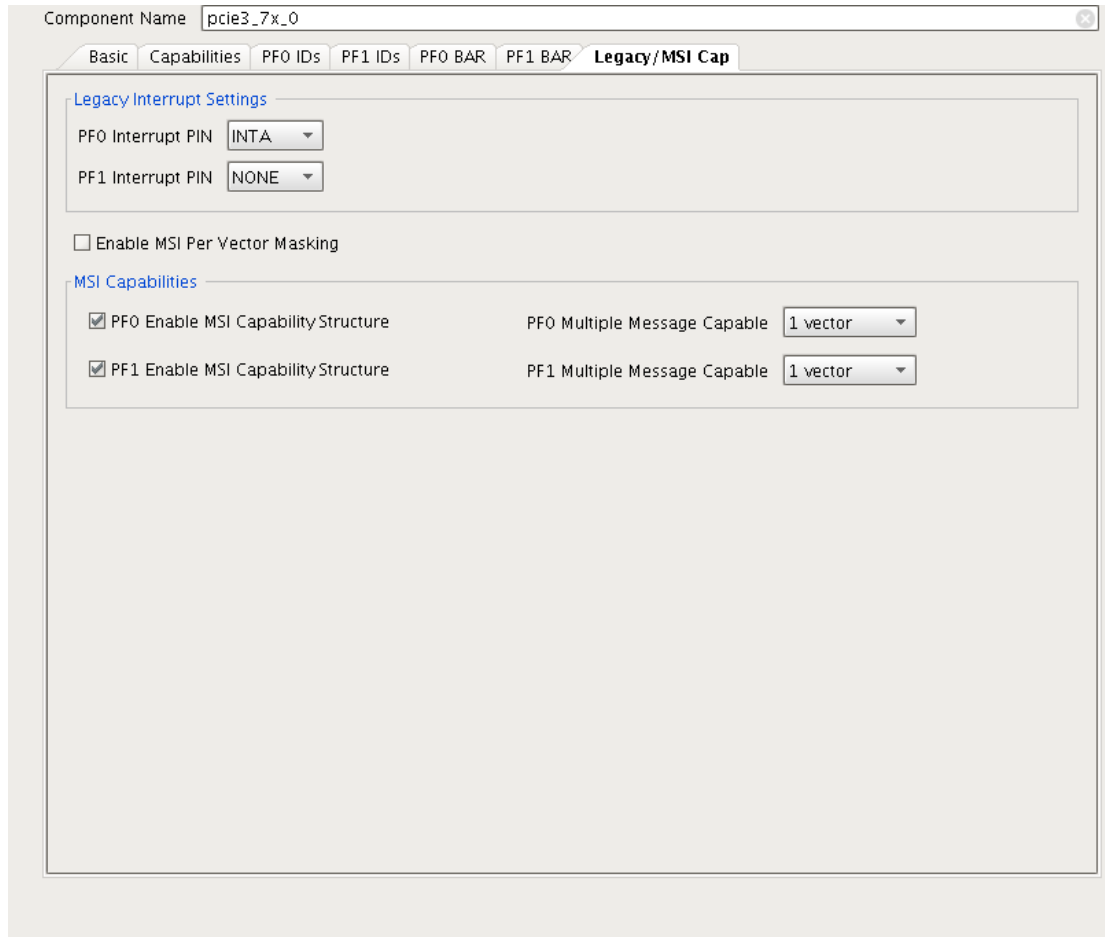 Component Name pcie3_7x_0
Basic Capabilities PF0 IDs PF1 IDs PF0 BAR PF1 BAR Legacy/MSI Cap
Legacy Interrupt Settings
PF0 Interrupt PIN INTA
PF1 Interrupt PIN NONE
Enable MSI Per Vector Masking
MSI Capabilities
PF0 Enable MSI Capability Structure PF0 Multiple Message Capable 1 vector
PF1 Enable MSI Capability Structure PF1 Multiple Message Capable 1 vector